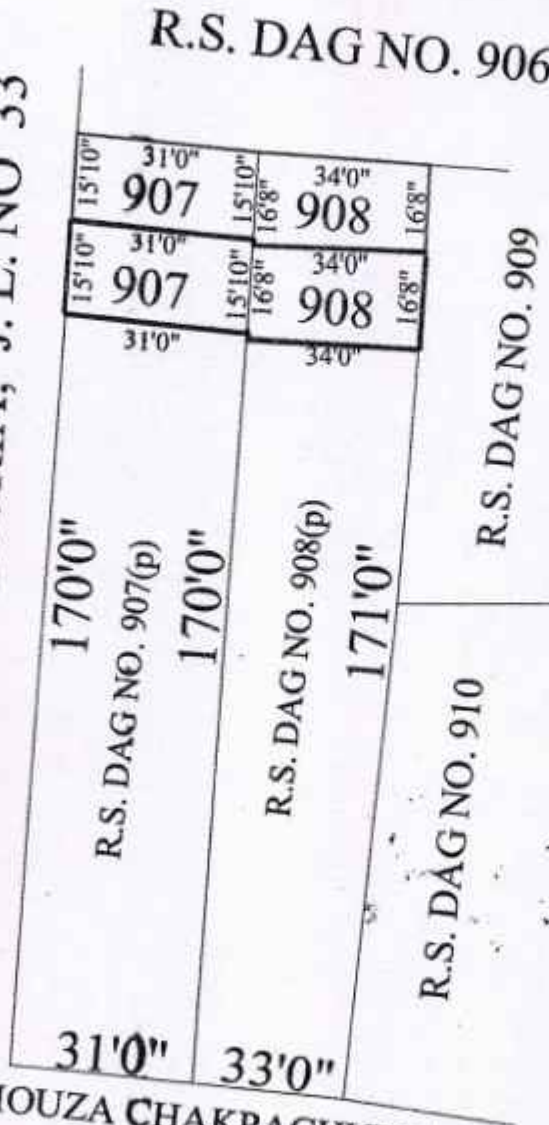 R.S. DAG NO. 906
J. L. NO 33
31'0"
15'10" 907 15'10"
34'0"
16'8" 908 16'8"
31'0"
15'10" 907 15'10"
31'0"
34'0"
16'8" 908 16'8"
34'0"
R.S. DAG NO. 909
170'0"
R.S. DAG NO. 907(p)
170'0"
R.S. DAG NO. 908(p)
171'0"
R.S. DAG NO. 910
31'0"
33'0"